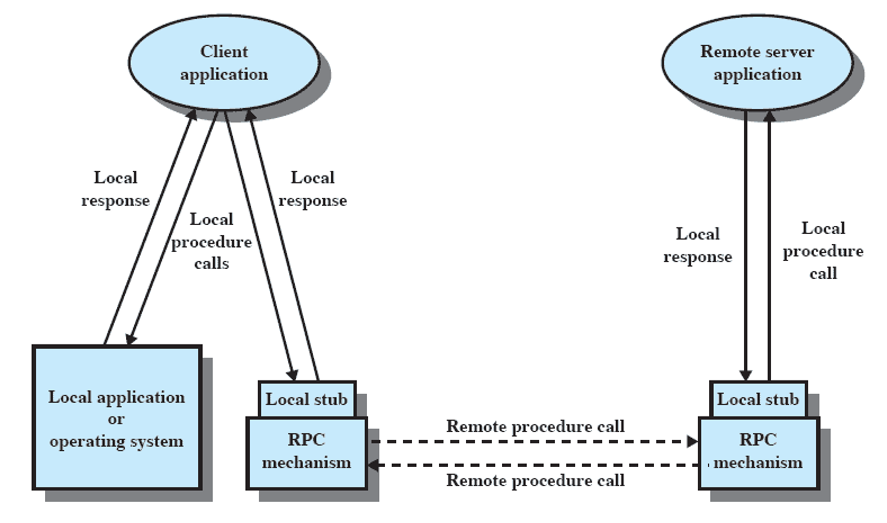 Client
application
Remote server
application
Local
response
Local
procedure
calls
Local
response
Local
response
Local
procedure
call
Local application
or
operating system
Local stub
RPC
mechanism
Remote procedure call
Remote procedure call
Local stub
RPC
mechanism